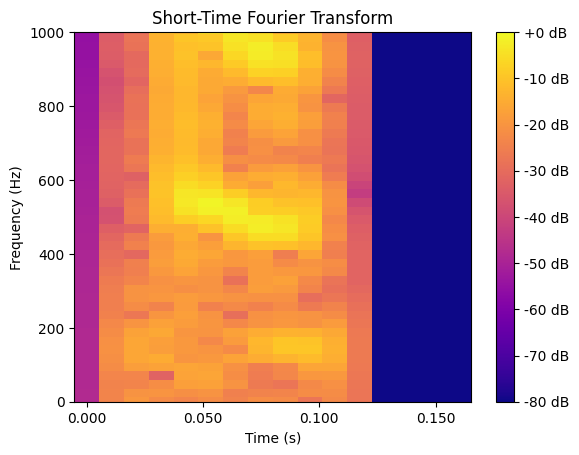 Short-Time Fourier Transform
Frequency (Hz)
1000
800
600
400
200
0
0.000
0.050
0.100
0.150
Time (s)
+0 dB
-10 dB
-20 dB
-30 dB
-40 dB
-50 dB
-60 dB
-70 dB
-80 dB